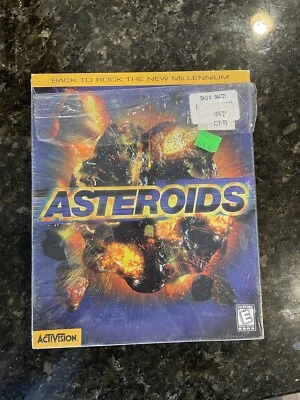 BACK TO ROCK THE NEW MILLENNIUM
ASTEROIDS
ACTIVISION
E